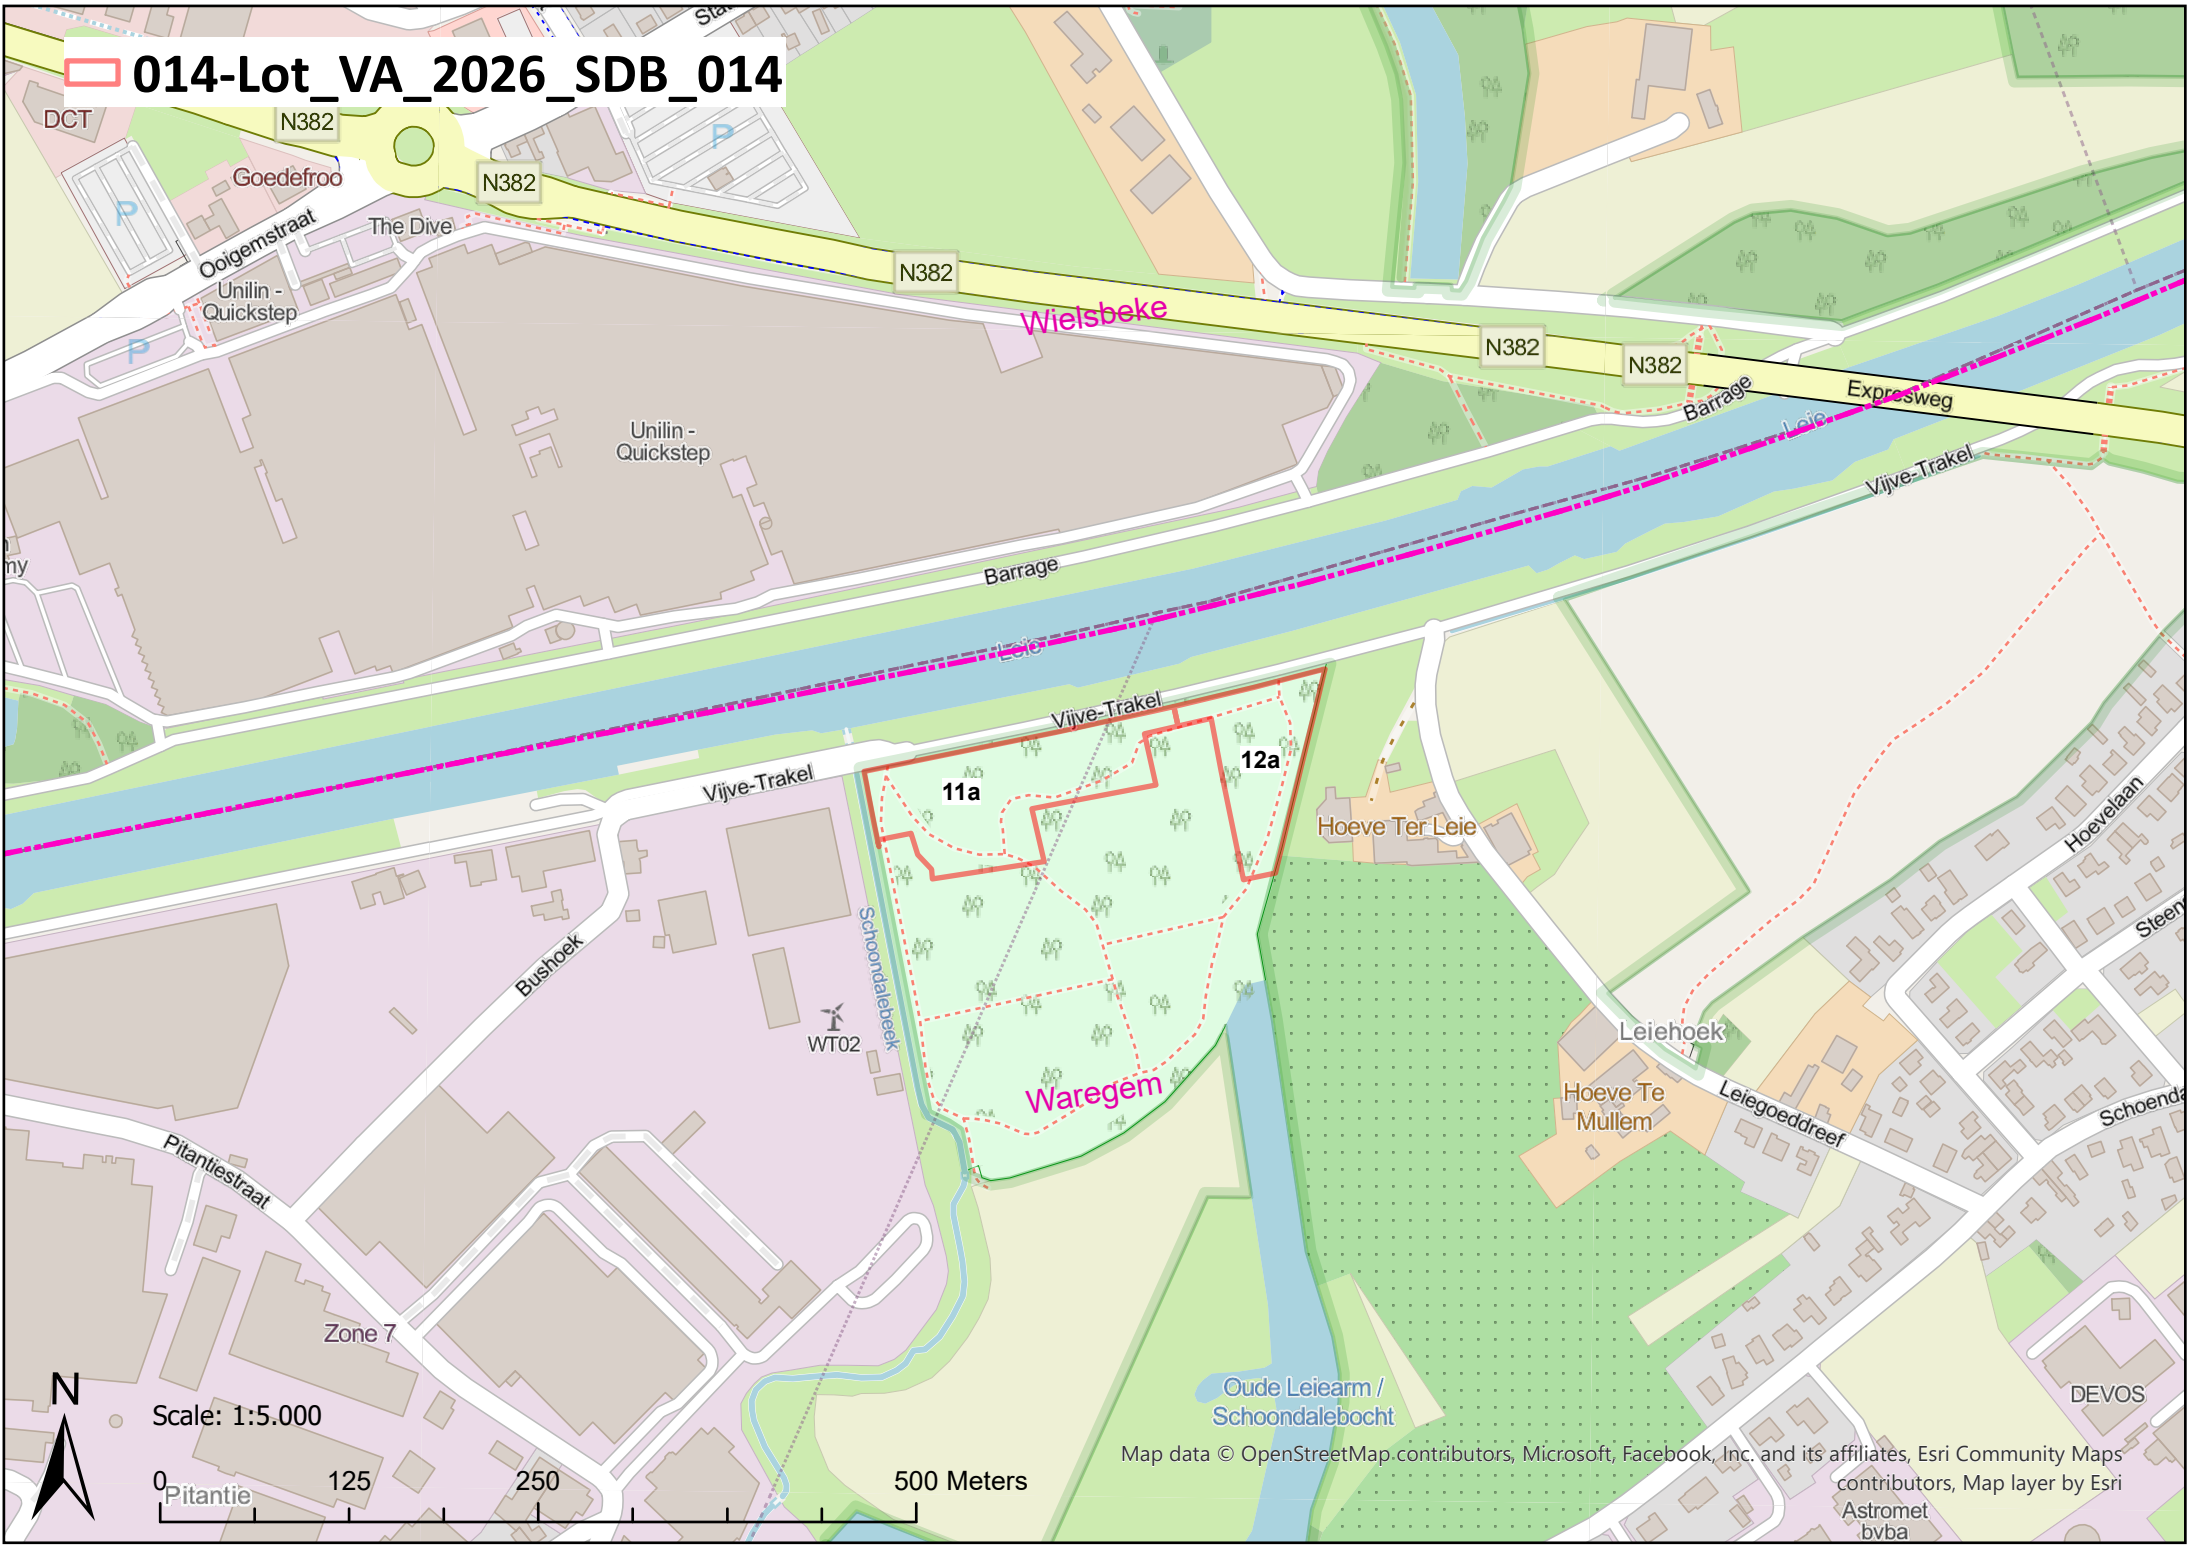 014-Lot_VA_2026_SDB_014
DCT
N382
P
Goedefroo
N382
P
The Dive
Ooigemstraat
Unilin -
Quickstep
P
N382
Wielsbeke
N382
N382
Expresweg
Barrage
Leie
Vijve-Trakel
Unilin -
Quickstep
Barrage
Leie
Vijve-Trakel
Vijve-Trakel
11a
12a
Hoeve Ter Leie
Hoevelaan
Bushoek
Schoondalebeek
WT02
Leiehoek
Waregem
Hoeve Te
Mullem
Leiegoeddreef
Pitantiestraat
Zone 7
Oude Leiearm /
Schoondalebocht
DEVOS
N
Scale: 1:5.000
0 125 250 500 Meters
Pitantie
Map data © OpenStreetMap contributors, Microsoft, Facebook, Inc. and its affiliates, Esri Community Maps
contributors, Map layer by Esri
Astromet
bvba